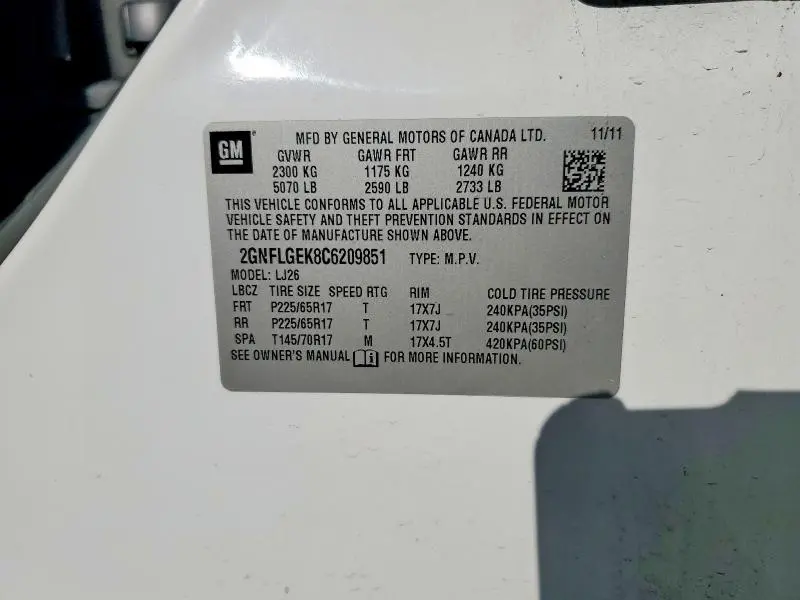 GM ® MFD BY GENERAL MOTORS OF CANADA LTD. 11/11
GVWR GAWR FRT GAWR RR
2300 KG 1175 KG 1240 KG
5070 LB 2590 LB 2733 LB
THIS VEHICLE CONFORMS TO ALL APPLICABLE U.S. FEDERAL MOTOR
VEHICLE SAFETY AND THEFT PREVENTION STANDARDS IN EFFECT ON
THE DATE OF MANUFACTURE SHOWN ABOVE.
2GNFLGEK8C6209851 TYPE: M.P.V.
MODEL: LJ26
LBCZ TIRE SIZE SPEED RTG RIM COLD TIRE PRESSURE
FRT P225/65R17 T 17X7J 240KPA(35PSI)
RR P225/65R17 T 17X7J 240KPA(35PSI)
SPA T145/70R17 M 17X4.5T 420KPA(60PSI)
SEE OWNER'S MANUAL FOR MORE INFORMATION.